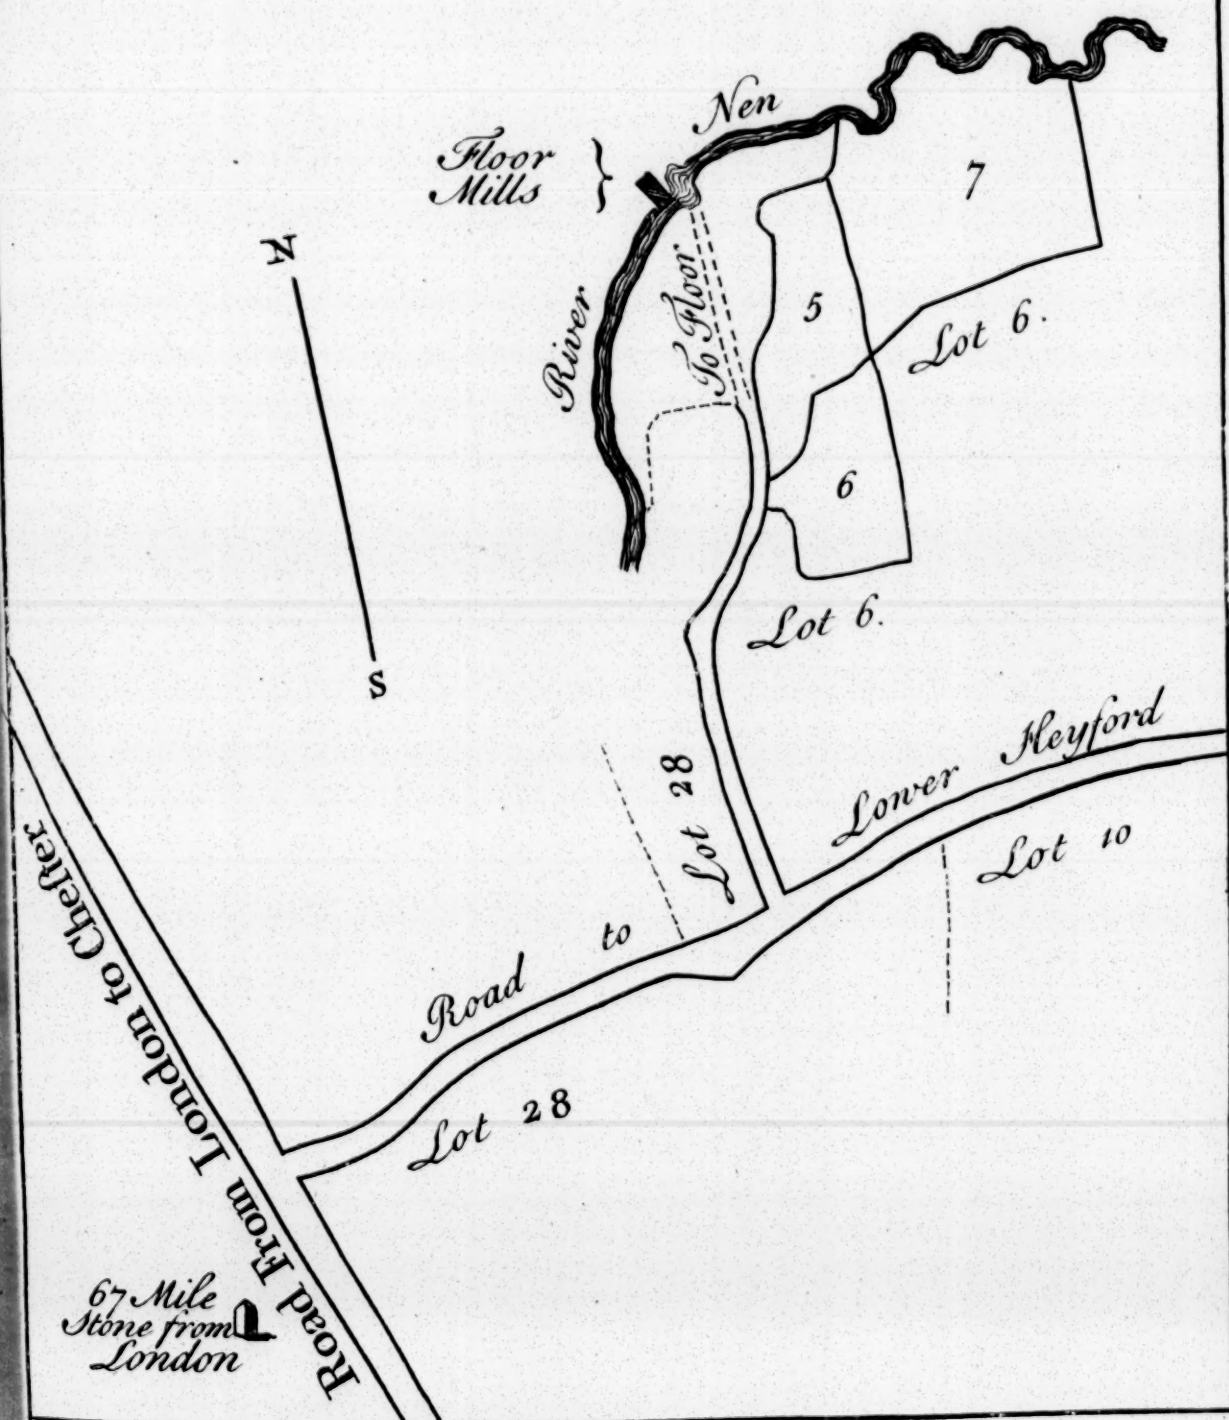 Nen
Floor
Mills
7
N
To Floor
5
River
Lot 6.
6
Lot 6.
S
Lot 28
Road to Lower Heyford
Lot 10
Road From London to Cheſter
Lot 28
67 Mile
Stone from
London